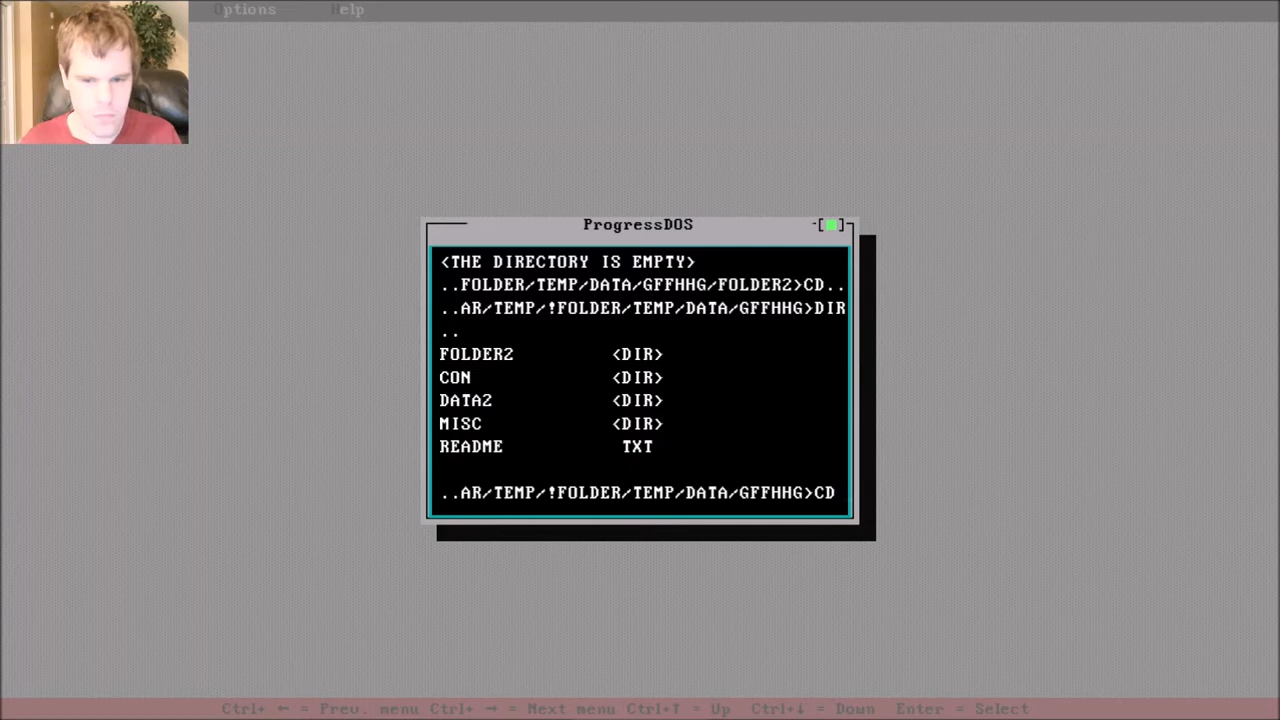 Options Help
ProgressDOS
<THE DIRECTORY IS EMPTY>
..FOLDER/TEMP/DATA/GFFHHG/FOLDER2>CD..
..AR/TEMP/!FOLDER/TEMP/DATA/GFFHHG>DIR
..
FOLDER2 <DIR>
CON <DIR>
DATA2 <DIR>
MISC <DIR>
README TXT
..AR/TEMP/!FOLDER/TEMP/DATA/GFFHHG>CD
Ctrl+ ← = Prev. menu Ctrl+ → = Next menu Ctrl+↑ = Up Ctrl+↓ = Down Enter = Select